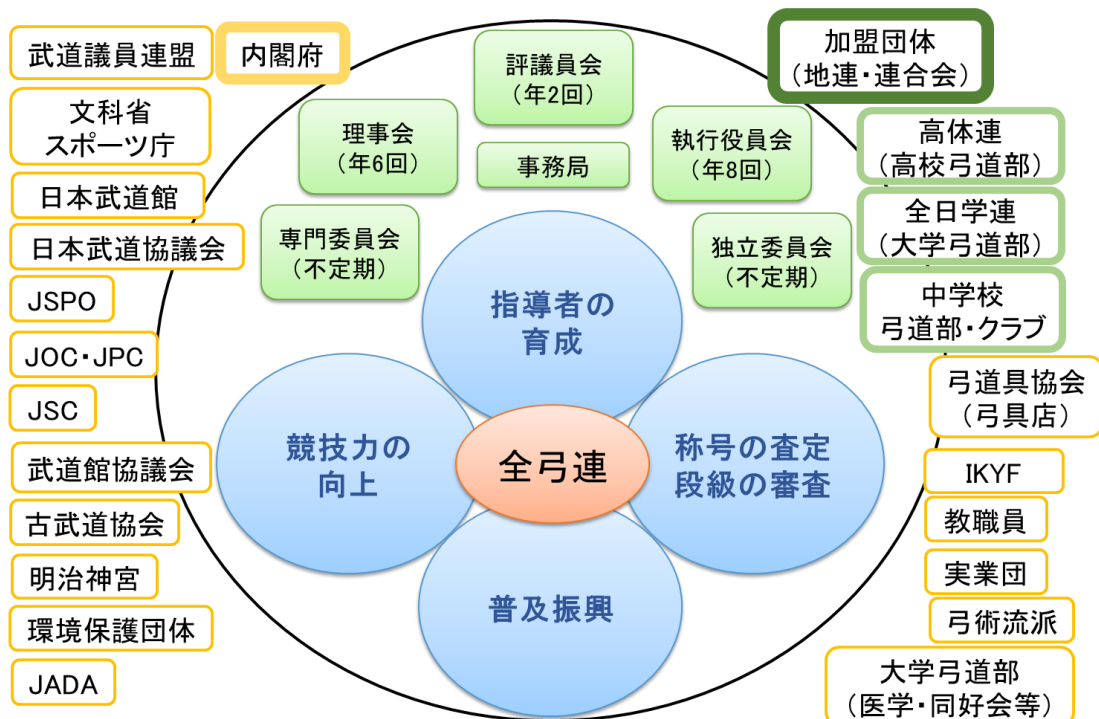 武道議員連盟
内閣府
文科省
スポーツ庁
日本武道館
日本武道協議会
JSPO
JOC・JPC
JSC
武道館協議会
古武道協会
明治神宮
環境保護団体
JADA
評議員会
（年2回）
理事会
（年6回）
事務局
執行役員会
（年8回）
専門委員会
（不定期）
独立委員会
（不定期）
指導者の
育成
競技力の
向上
全弓連
称号の査定
段級の審査
普及振興
加盟団体
（地連・連合会）
高体連
（高校弓道部）
全日学連
（大学弓道部）
中学校
弓道部・クラブ
弓道具協会
（弓具店）
IKYF
教職員
実業団
弓術流派
大学弓道部
（医学・同好会等）